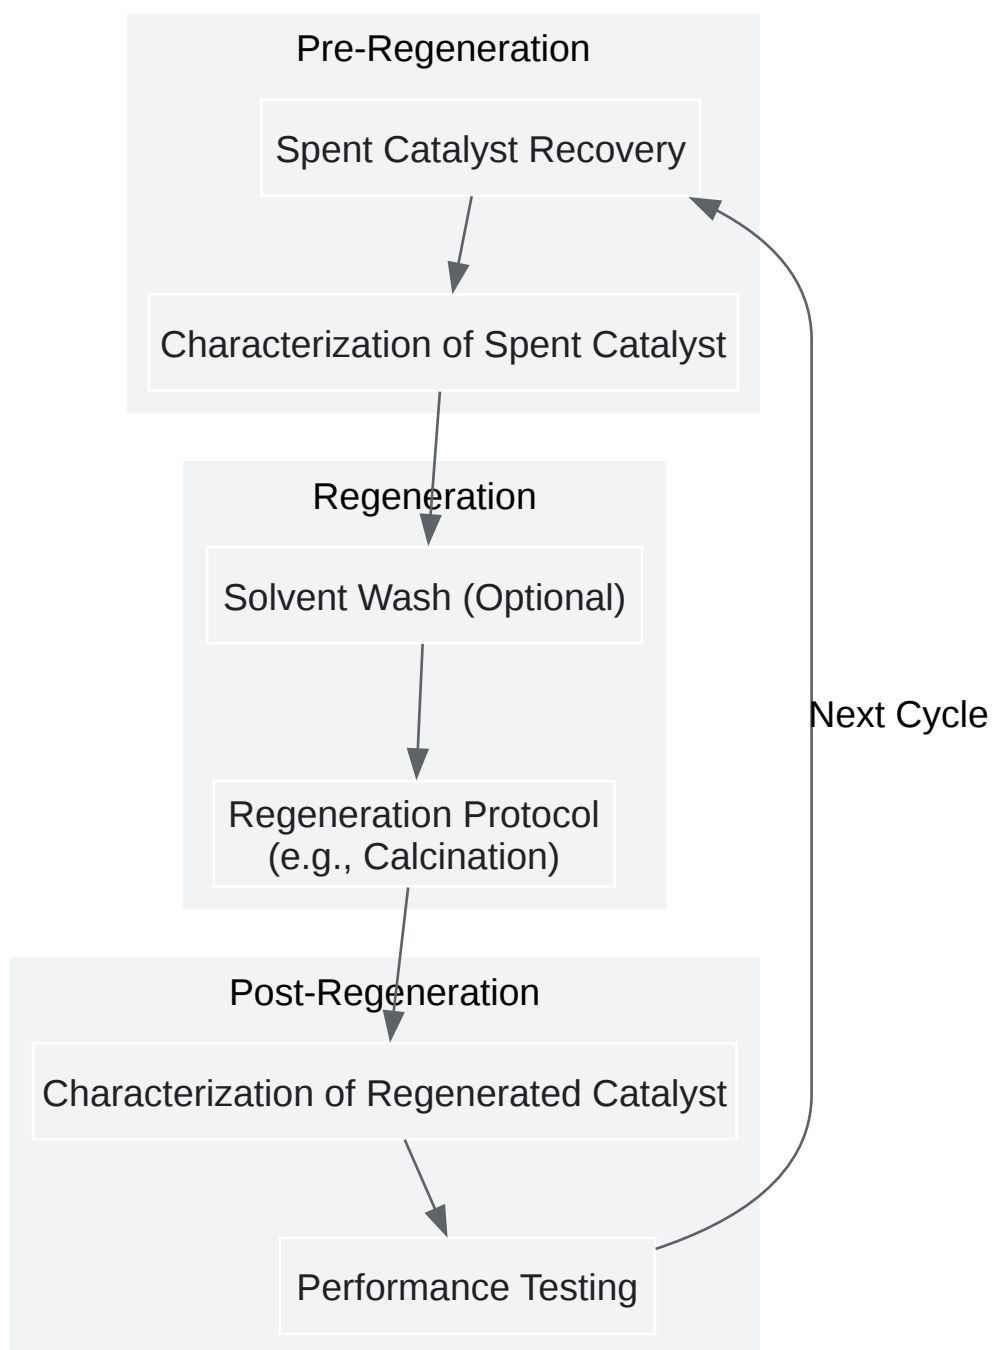 Pre-Regeneration
Spent Catalyst Recovery
Characterization of Spent Catalyst
Regeneration
Solvent Wash (Optional)
Next Cycle
Regeneration Protocol
(e.g., Calcination)
Post-Regeneration
Characterization of Regenerated Catalyst
Performance Testing